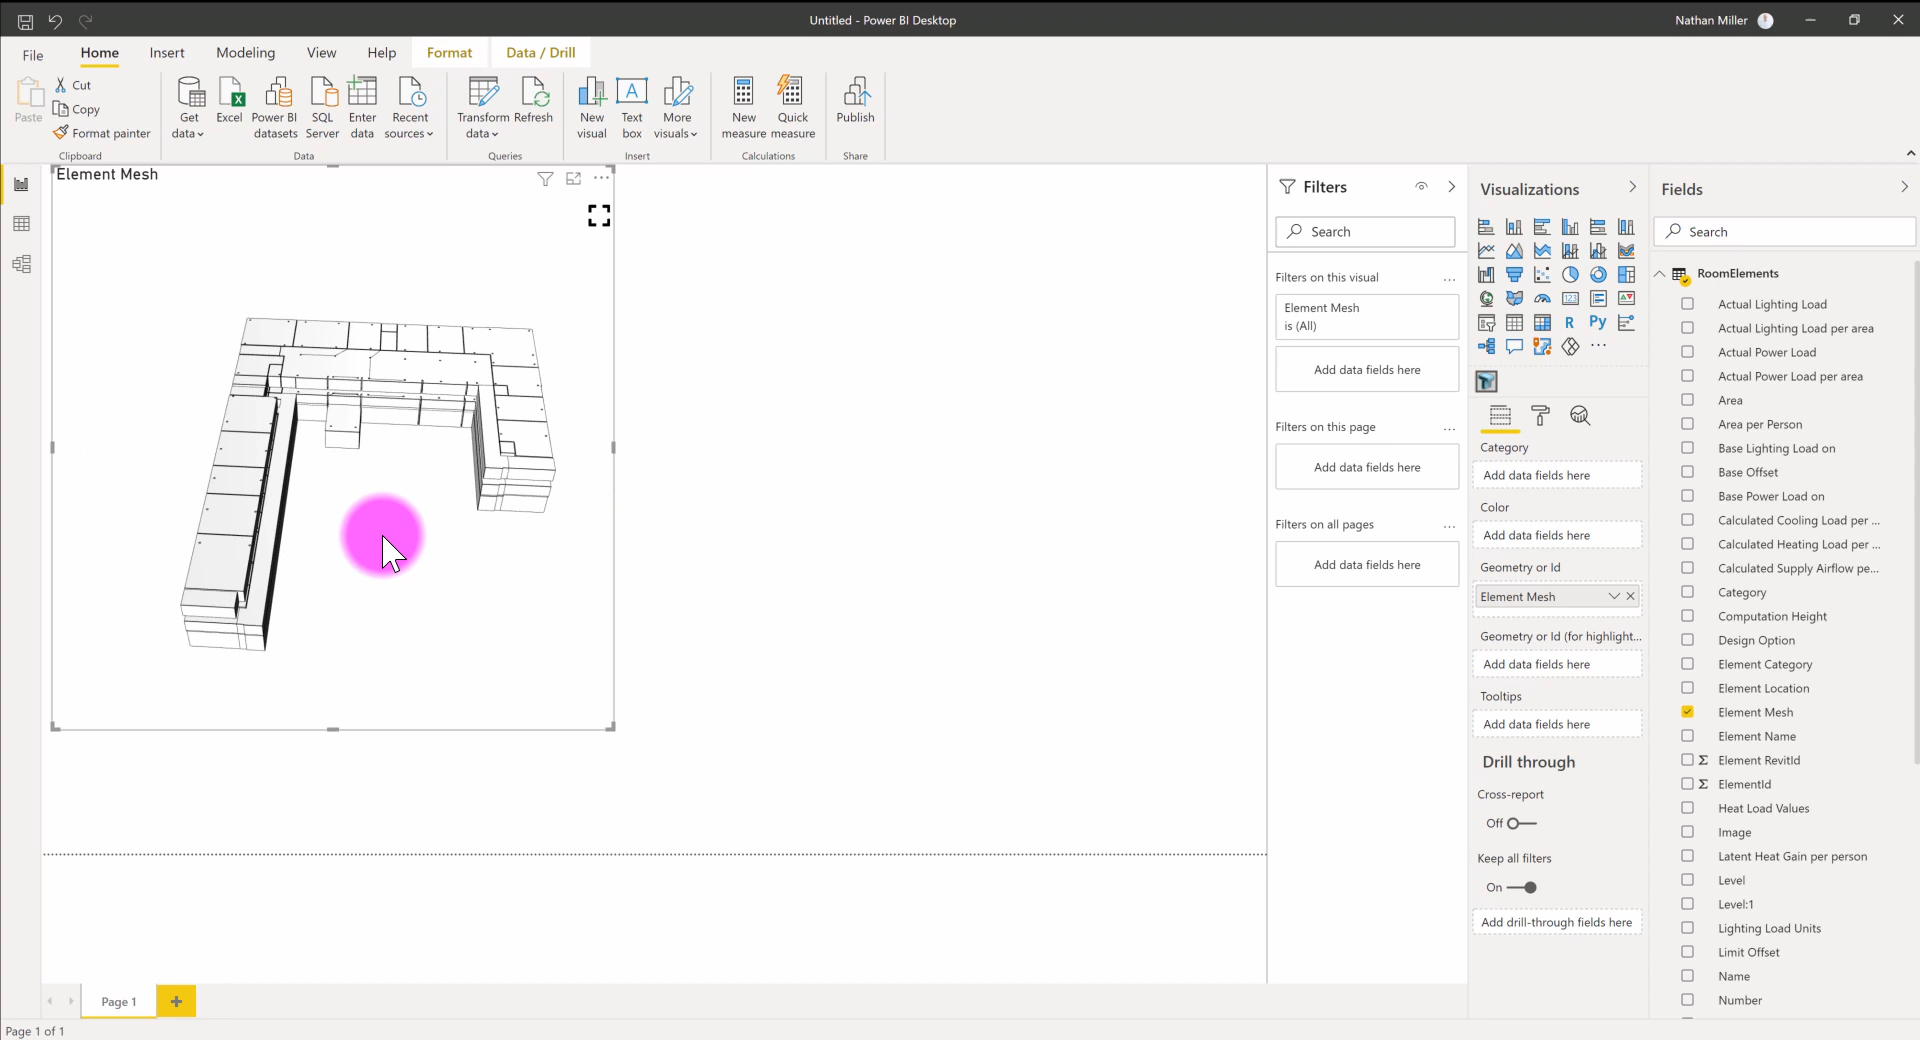 Untitled - Power BI Desktop
Nathan Miller
File
Home
Insert
Modeling
View
Help
Format
Data / Drill
Paste
Cut
Copy
Format painter
Clipboard
Get data
Excel
Power BI datasets
SQL Server
Enter data
Recent sources
Data
Transform data
Refresh
Queries
New visual
A
Text box
More visuals
Insert
New measure
Quick measure
Calculations
Publish
Share
Element Mesh
Filters
Search
Filters on this visual
Element Mesh
is (All)
Add data fields here
Filters on this page
Add data fields here
Filters on all pages
Add data fields here
Visualizations
123
R
Py
Category
Add data fields here
Color
Add data fields here
Geometry or Id
Element Mesh
Geometry or Id (for highlight...
Add data fields here
Tooltips
Add data fields here
Drill through
Cross-report
Off
Keep all filters
On
Add drill-through fields here
Fields
Search
RoomElements
Actual Lighting Load
Actual Lighting Load per area
Actual Power Load
Actual Power Load per area
Area
Area per Person
Base Lighting Load on
Base Offset
Base Power Load on
Calculated Cooling Load per ...
Calculated Heating Load per ...
Calculated Supply Airflow pe...
Category
Computation Height
Design Option
Element Category
Element Location
Element Mesh
Element Name
Σ Element RevitId
Σ ElementId
Heat Load Values
Image
Latent Heat Gain per person
Level
Level:1
Lighting Load Units
Limit Offset
Name
Number
Page 1
Page 1 of 1